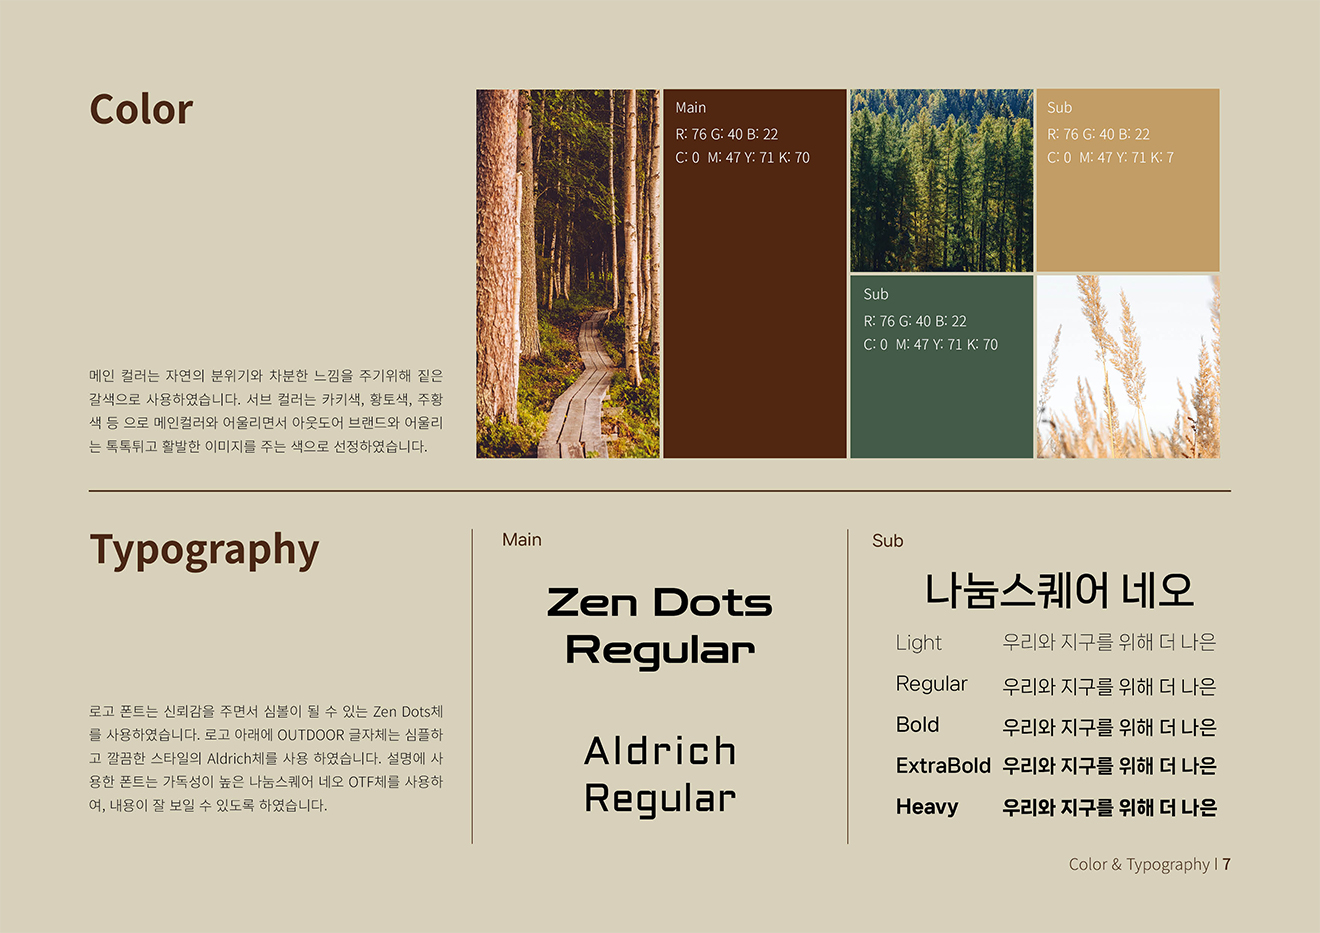 Color
메인 컬러는 자연의 분위기와 차분한 느낌을 주기위해 짙은
갈색으로 사용하였습니다. 서브 컬러는 카키색, 황토색, 주황
색 등 으로 메인컬러와 어울리면서 아웃도어 브랜드와 어울리
는 톡톡튀고 활발한 이미지를 주는 색으로 선정하였습니다.
Main
R: 76 G: 40 B: 22
C: 0 M: 47 Y: 71 K: 70
Sub
R: 76 G: 40 B: 22
C: 0 M: 47 Y: 71 K: 7
Sub
R: 76 G: 40 B: 22
C: 0 M: 47 Y: 71 K: 70
Typography
로고 폰트는 신뢰감을 주면서 심볼이 될 수 있는 Zen Dots체
를 사용하였습니다. 로고 아래에 OUTDOOR 글자체는 심플하
고 깔끔한 스타일의 Aldrich체를 사용 하였습니다. 설명에 사
용한 폰트는 가독성이 높은 나눔스퀘어 네오 OTF체를 사용하
여, 내용이 잘 보일 수 있도록 하였습니다.
Main
Zen Dots
Regular
Aldrich
Regular
Sub
나눔스퀘어 네오
Light 우리와 지구를 위해 더 나은
Regular 우리와 지구를 위해 더 나은
Bold 우리와 지구를 위해 더 나은
ExtraBold 우리와 지구를 위해 더 나은
Heavy 우리와 지구를 위해 더 나은
Color & Typography | 7